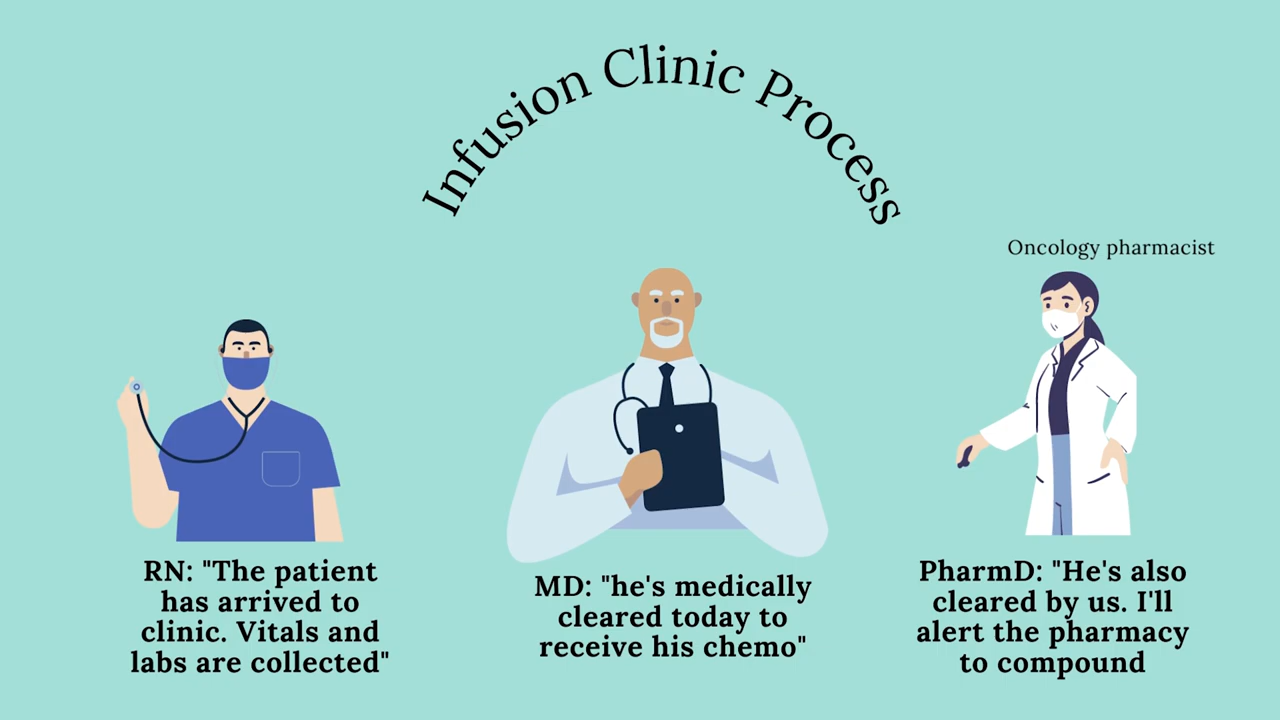 Infusion Clinic Process
Oncology pharmacist
RN: "The patient
has arrived to
clinic. Vitals and
labs are collected"
MD: "he's medically
cleared today to
receive his chemo"
PharmD: "He's also
cleared by us. I'll
alert the pharmacy
to compound